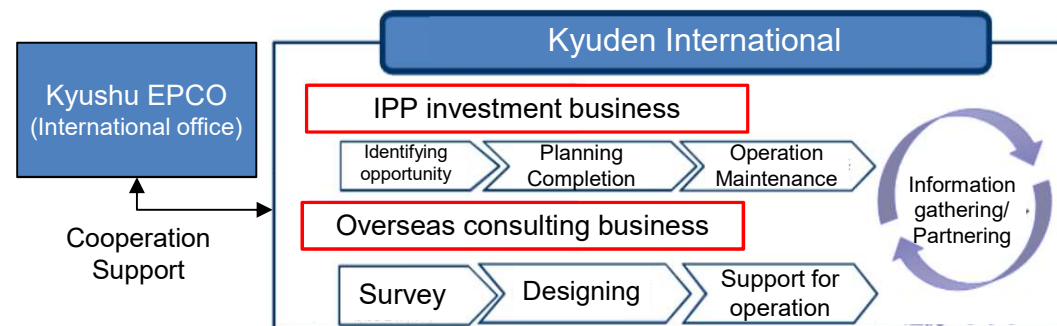 Kyuden International
Kyushu EPCO
(International office)
IPP investment business
Identifying
opportunity
Planning
Completion
Operation
Maintenance
Information
gathering/
Partnering
Overseas consulting business
Cooperation
Support
Survey
Designing
Support for
operation